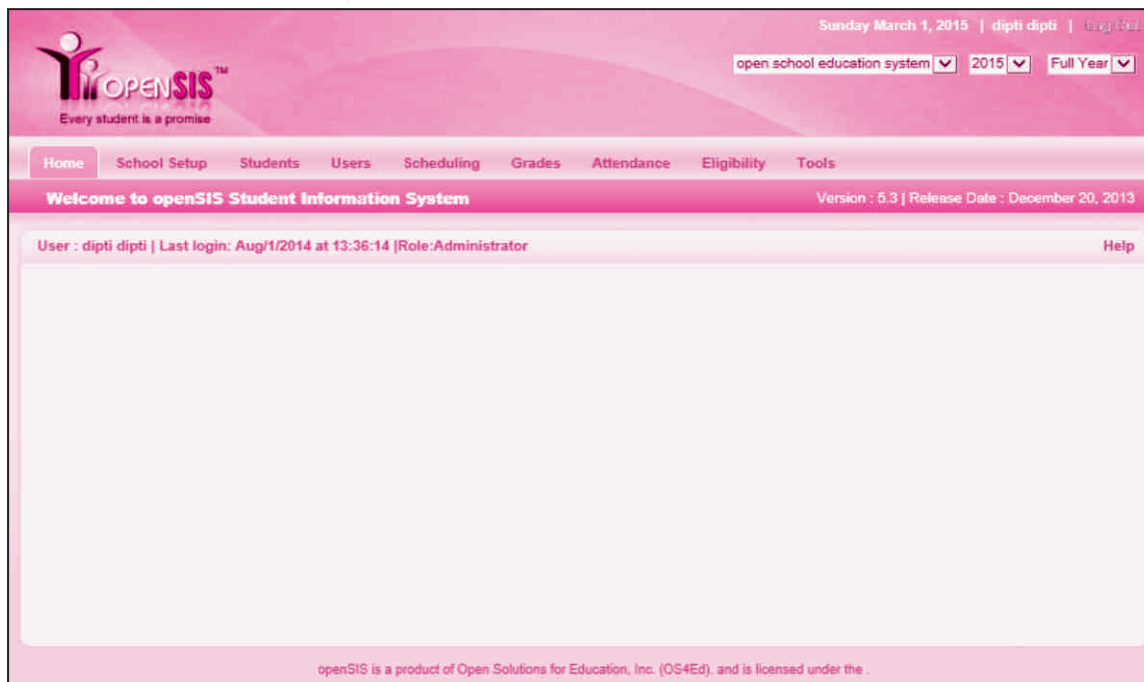 Sunday March 1, 2015 | dipti dipti | Log Out
OPENSIS™
Every student is a promise
open school education system 2015 Full Year
Home School Setup Students Users Scheduling Grades Attendance Eligibility Tools
Welcome to openSIS Student Information System Version : 5.3 | Release Date : December 20, 2013
User : dipti dipti | Last login: Aug/1/2014 at 13:36:14 |Role:Administrator Help
openSIS is a product of Open Solutions for Education, Inc. (OS4Ed). and is licensed under the .